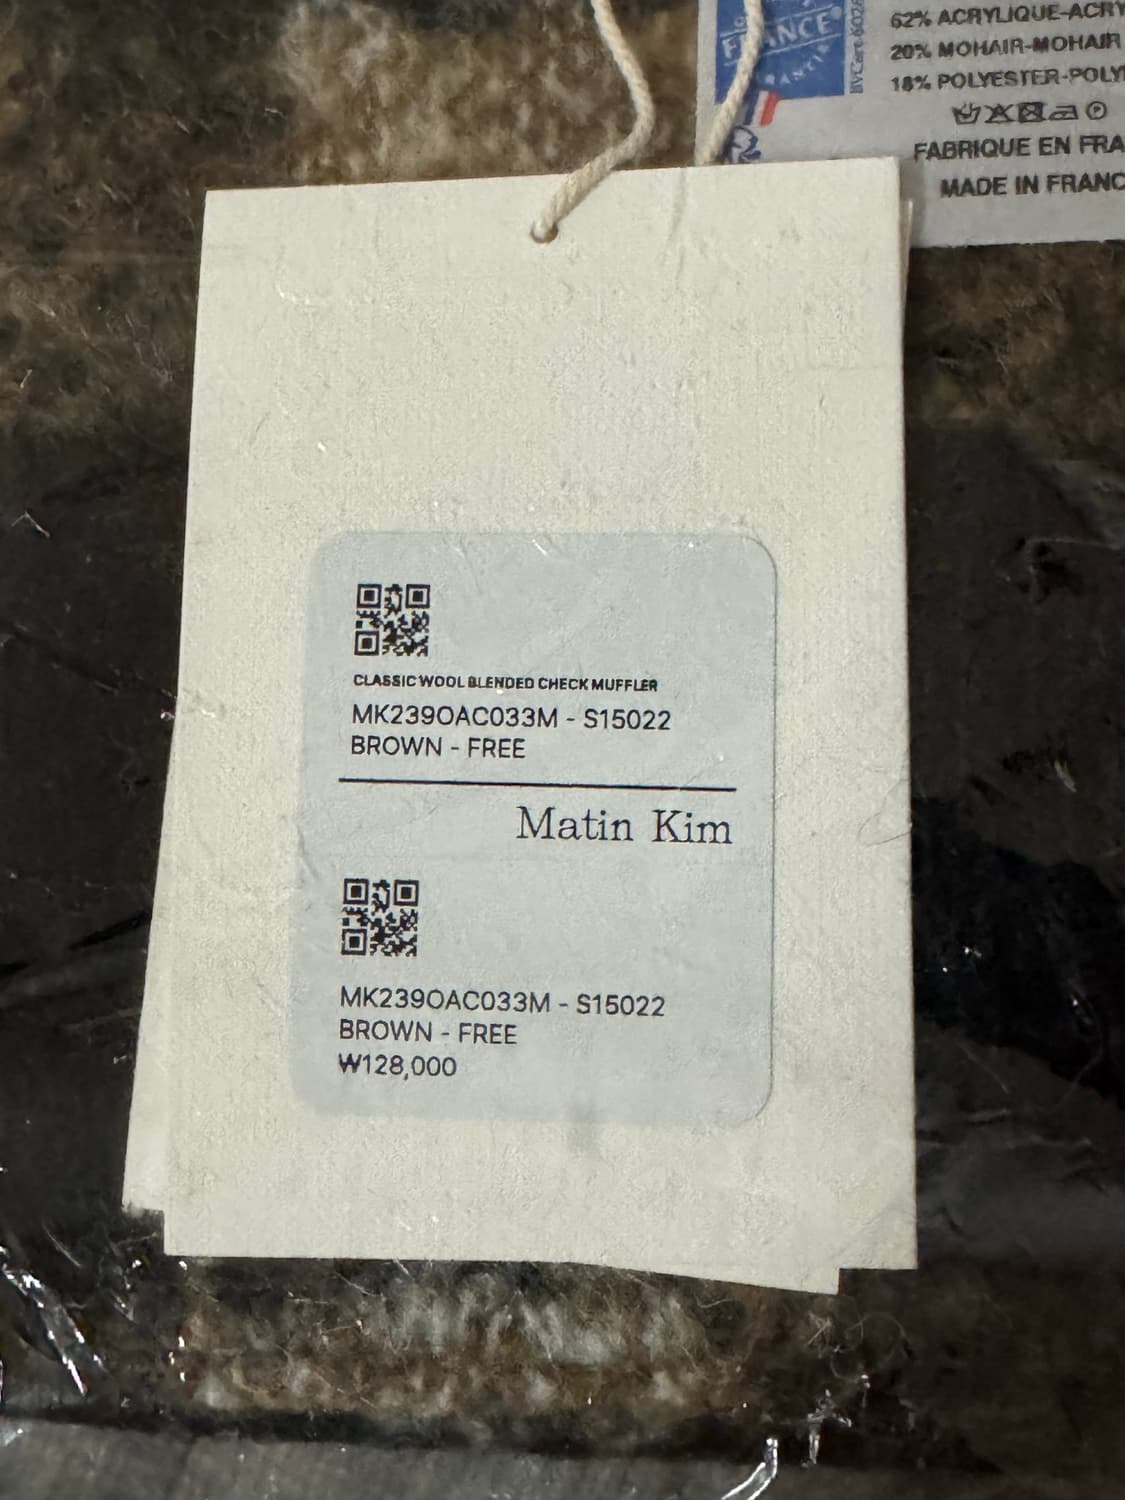 FRANCE
62% ACRYLIQUE-ACRY
20% MOHAIR-MOHAIR
18% POLYESTER-POLY
FABRIQUE EN FRA
MADE IN FRANC
CLASSIC WOOL BLENDED CHECK MUFFLER
MK239OAC033M - S15022
BROWN - FREE
Matin Kim
MK239OAC033M - S15022
BROWN - FREE
₩128,000